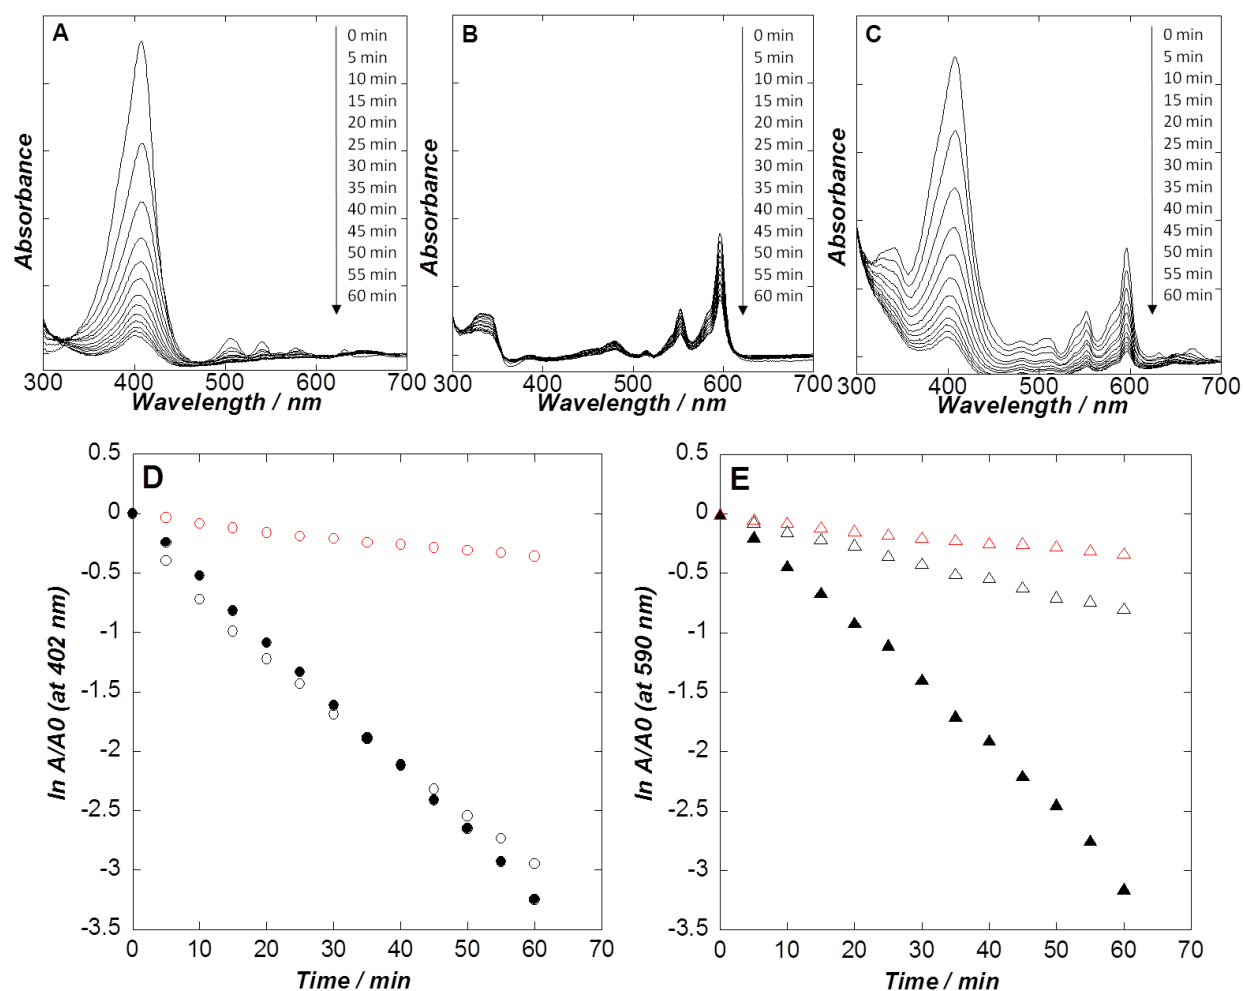 A
0 min
5 min
10 min
15 min
20 min
25 min
30 min
35 min
40 min
45 min
50 min
55 min
60 min
Absorbance
300 400 500 600 700
Wavelength / nm
B
0 min
5 min
10 min
15 min
20 min
25 min
30 min
35 min
40 min
45 min
50 min
55 min
60 min
Absorbance
300 400 500 600 700
Wavelength / nm
C
0 min
5 min
10 min
15 min
20 min
25 min
30 min
35 min
40 min
45 min
50 min
55 min
60 min
Absorbance
300 400 500 600 700
Wavelength / nm
D
ln A/A0 (at 402 nm)
0.5
0
-0.5
-1
-1.5
-2
-2.5
-3
-3.5
0 10 20 30 40 50 60 70
Time / min
E
ln A/A0 (at 590 nm)
0.5
0
-0.5
-1
-1.5
-2
-2.5
-3
-3.5
0 10 20 30 40 50 60 70
Time / min